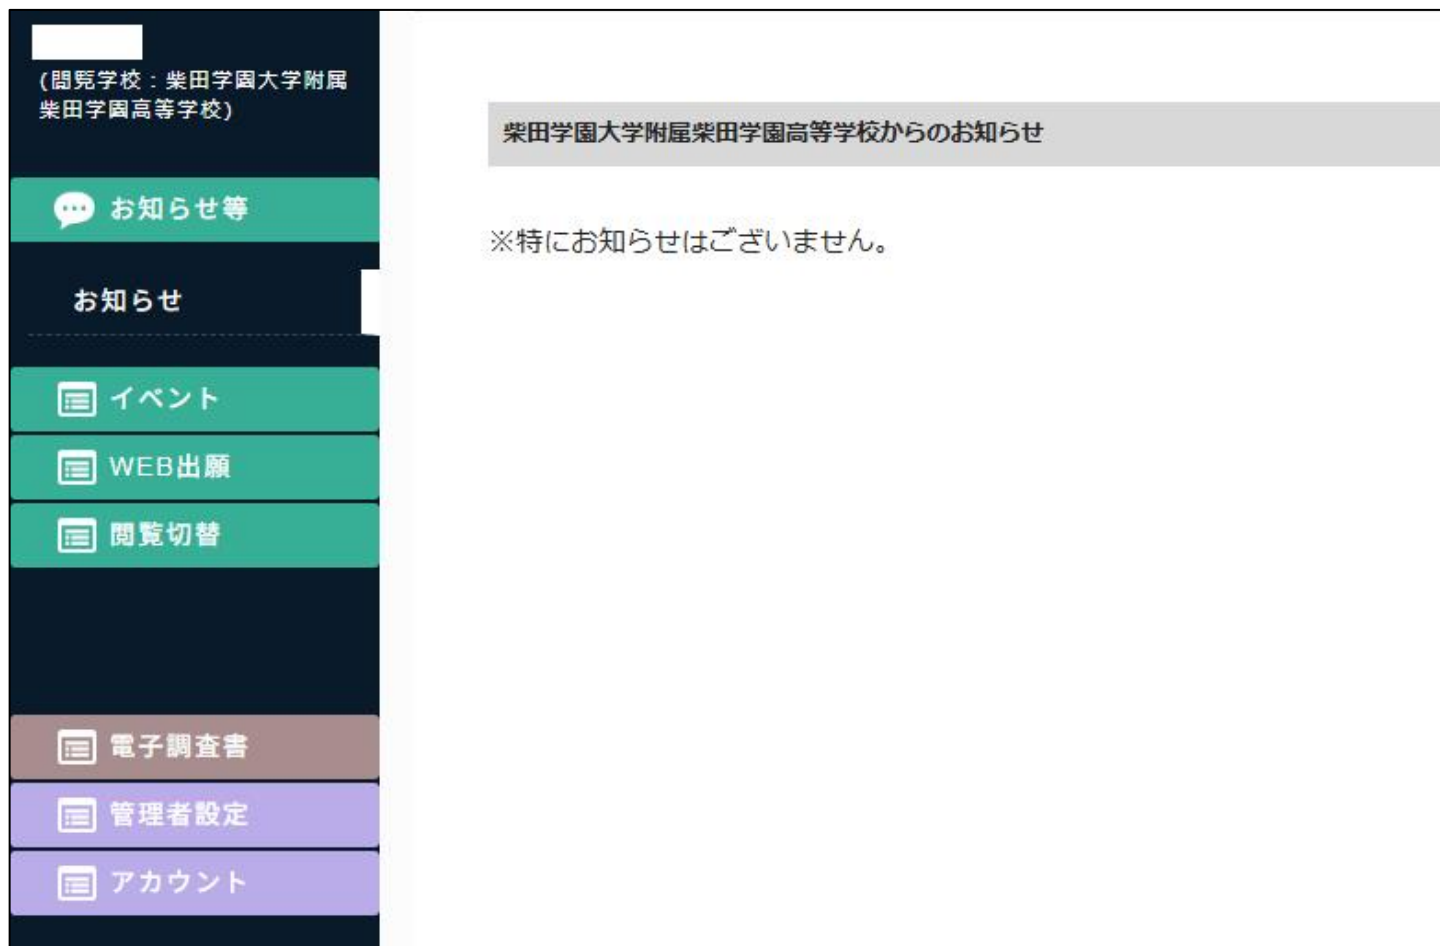 (閲覧学校：柴田学園大学附属
柴田学園高等学校)
お知らせ等
お知らせ
イベント
WEB出願
閲覧切替
電子調査書
管理者設定
アカウント
柴田学園大学附属柴田学園高等学校からのお知らせ
※特にお知らせはございません。